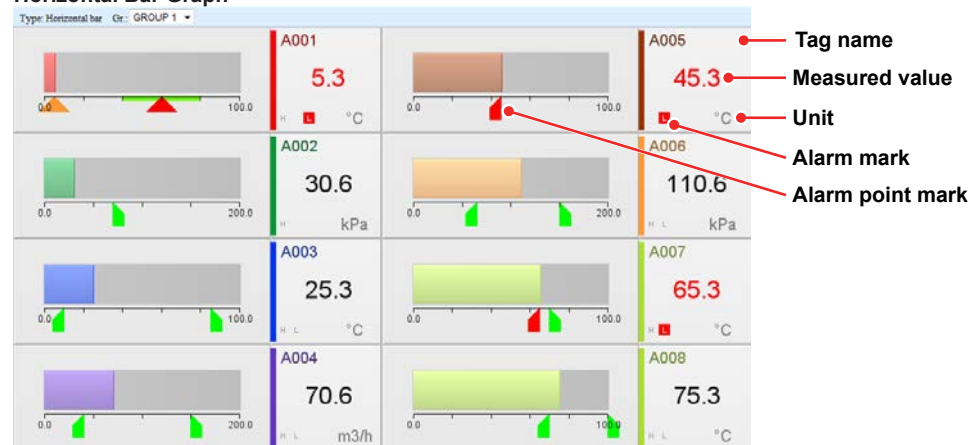 Horizontal Bar Graph
Type: Horizontal bar Gr.: GROUP 1
A001
5.3
0.0 100.0
H L °C
A005
45.3
0.0 100.0
L °C
Tag name
Measured value
Unit
Alarm mark
Alarm point mark
A002
30.6
0.0 200.0
H kPa
A006
110.6
0.0 200.0
H L kPa
A003
25.3
0.0 100.0
H L °C
A007
65.3
0.0 100.0
H L °C
A004
70.6
0.0 200.0
H L m3/h
A008
75.3
0.0 100.0
H L °C